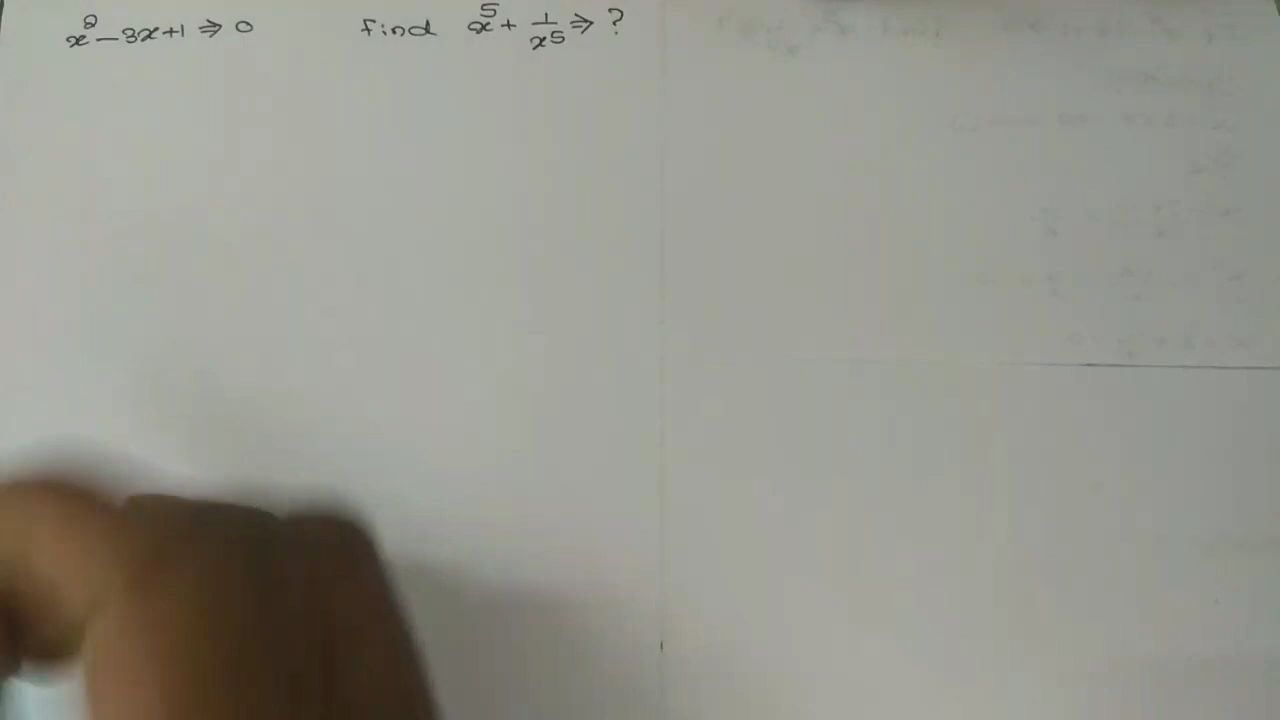 x² - 3x + 1 ⇒ 0 Find x⁵ + 1/x⁵ ⇒ ?